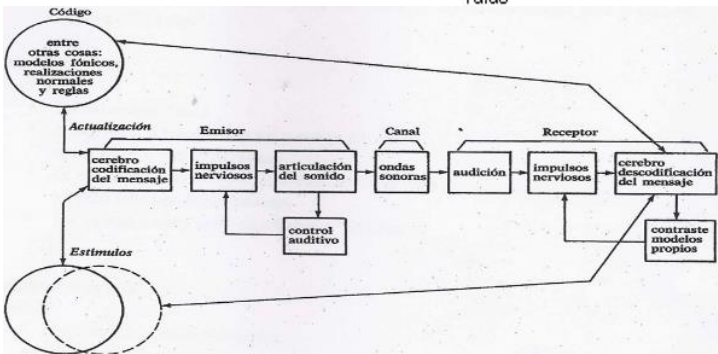 Código
entre
otras cosas:
modelos fónicos,
realizaciones
normales
y reglas
Actualización
Emisor
Canal
Receptor
cerebro
codificación
del mensaje
impulsos
nerviosos
articulación
del sonido
ondas
sonoras
audición
impulsos
nerviosos
cerebro
descodificación
del mensaje
control
auditivo
contraste
modelos
propios
Estímulos